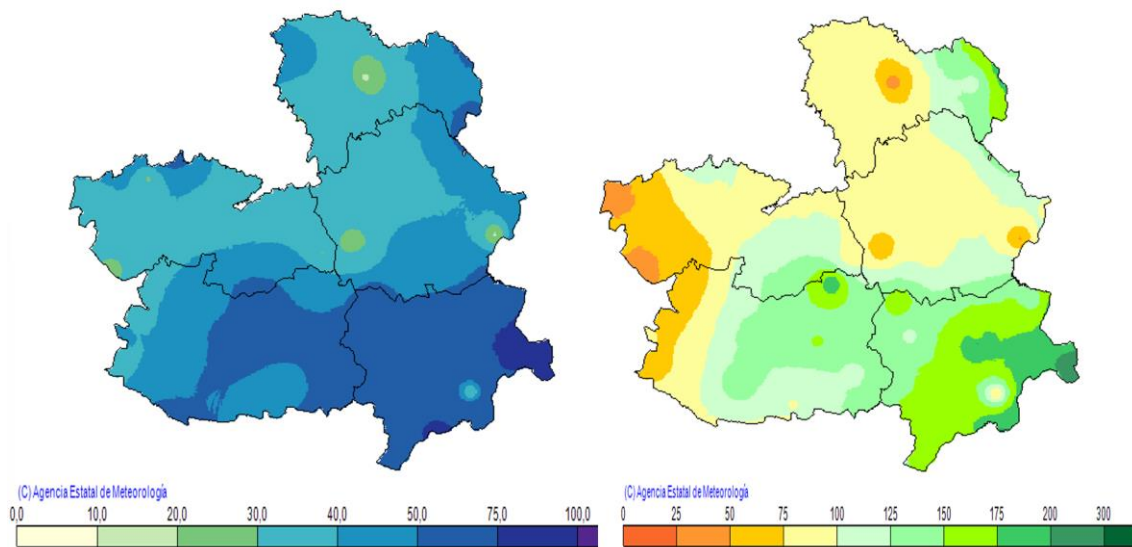 (C) Agencia Estatal de Meteorología
0,0 10,0 20,0 30,0 40,0 50,0 75,0 100,0
(C) Agencia Estatal de Meteorología
0 25 50 75 100 125 150 175 200 300